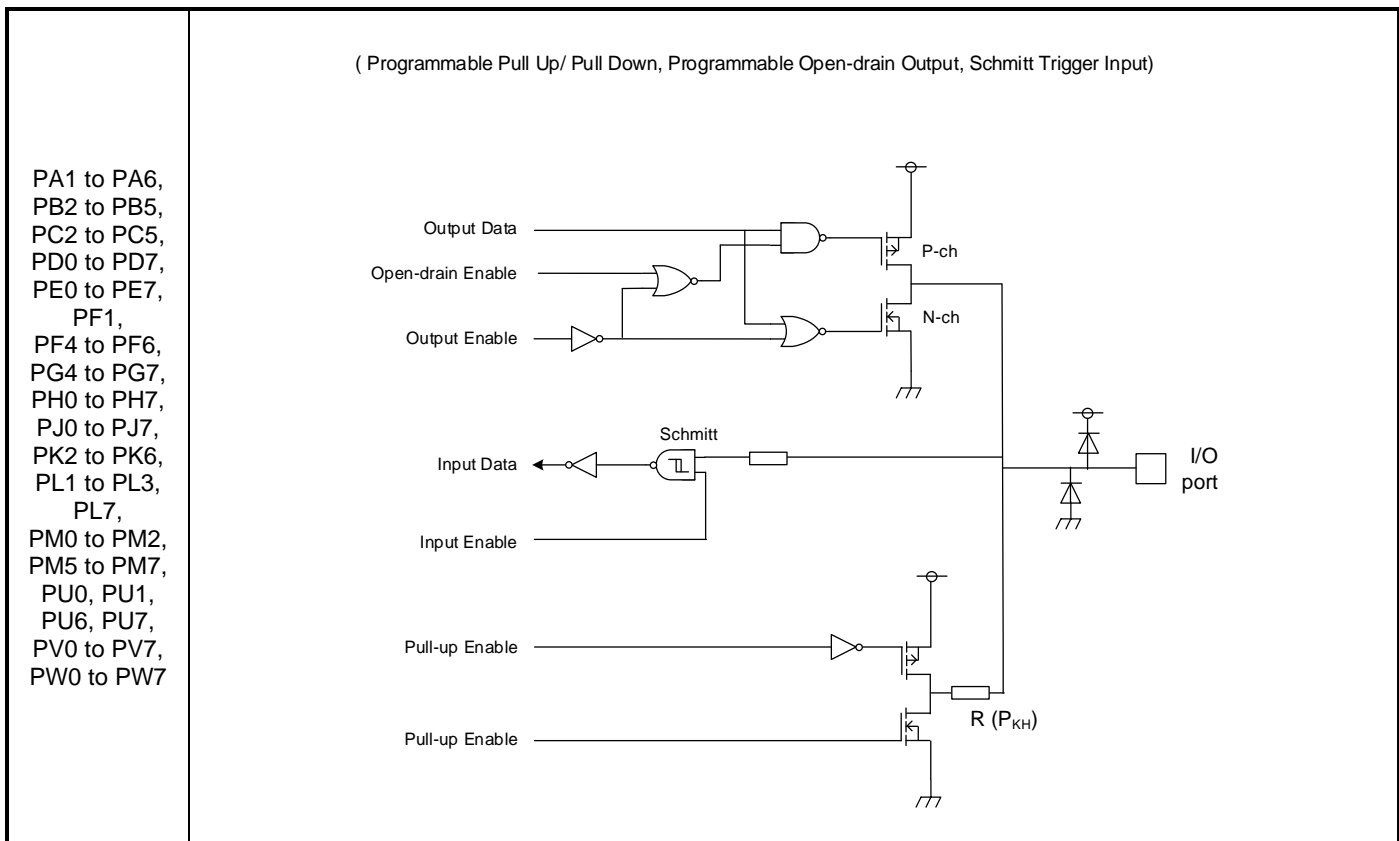 ( Programmable Pull Up/ Pull Down, Programmable Open-drain Output, Schmitt Trigger Input)
PA1 to PA6,
PB2 to PB5,
PC2 to PC5,
PD0 to PD7,
PE0 to PE7,
PF1,
PF4 to PF6,
PG4 to PG7,
PH0 to PH7,
PJ0 to PJ7,
PK2 to PK6,
PL1 to PL3,
PL7,
PM0 to PM2,
PM5 to PM7,
PU0, PU1,
PU6, PU7,
PV0 to PV7,
PW0 to PW7
Output Data
P-ch
Open-drain Enable
N-ch
Output Enable
Schmitt
Input Data
I/O
port
Input Enable
Pull-up Enable
R (PKH)
Pull-up Enable